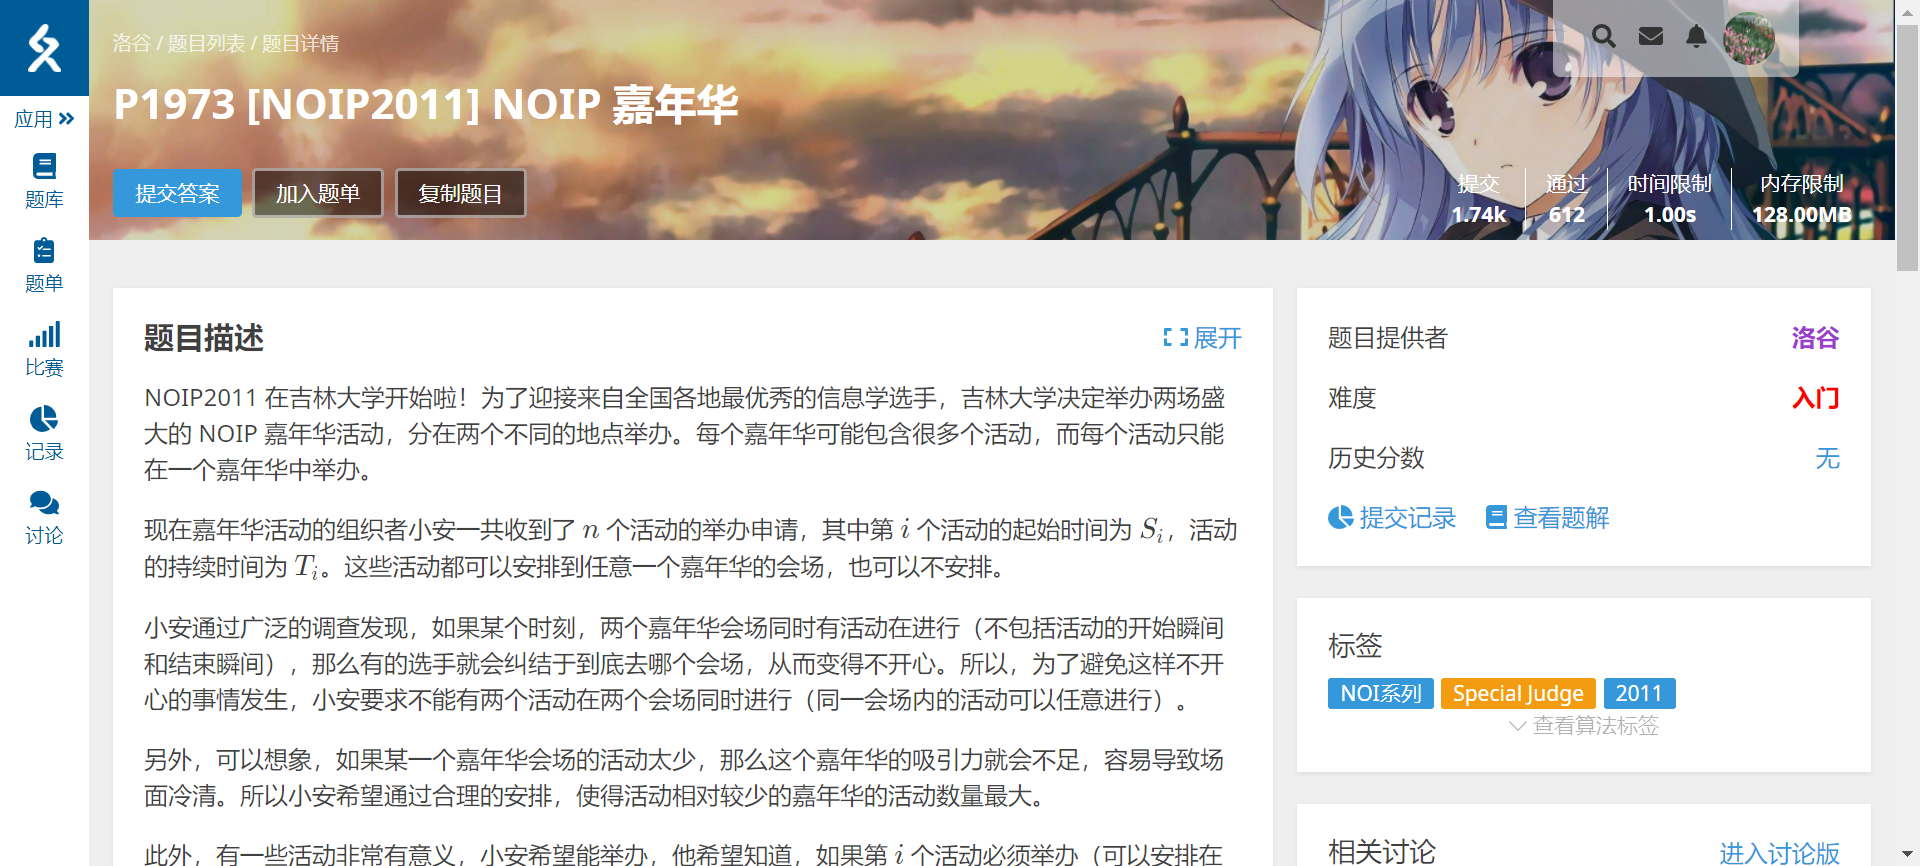 洛谷 / 题目列表 / 题目详情
P1973 [NOIP2011] NOIP 嘉年华
提交答案
加入题单
复制题目
提交
1.74k
通过
612
时间限制
1.00s
内存限制
128.00MB
应用
题库
题单
比赛
记录
讨论
题目描述
展开
NOIP2011 在吉林大学开始啦！为了迎接来自全国各地最优秀的信息学选手，吉林大学决定举办两场盛
大的 NOIP 嘉年华活动，分在两个不同的地点举办。每个嘉年华可能包含很多个活动，而每个活动只能
在一个嘉年华中举办。
现在嘉年华活动的组织者小安一共收到了 n 个活动的举办申请，其中第 i 个活动的起始时间为 Sᵢ，活动
的持续时间为 Tᵢ。这些活动都可以安排到任意一个嘉年华的会场，也可以不安排。
小安通过广泛的调查发现，如果某个时刻，两个嘉年华会场同时有活动在进行（不包括活动的开始瞬间
和结束瞬间），那么有的选手就会纠结于到底去哪个会场，从而变得不开心。所以，为了避免这样不开
心的事情发生，小安要求不能有两个活动在两个会场同时进行（同一会场内的活动可以任意进行）。
另外，可以想象，如果某一个嘉年华会场的活动太少，那么这个嘉年华的吸引力就会不足，容易导致场
面冷清。所以小安希望通过合理的安排，使得活动相对较少的嘉年华的活动数量最大。
此外，有一些活动非常有意义，小安希望能举办，他希望知道，如果第 i 个活动必须举办（可以安排在
题目提供者
洛谷
难度
入门
历史分数
无
提交记录
查看题解
标签
NOI系列
Special Judge
2011
查看算法标签
相关讨论
进入讨论版